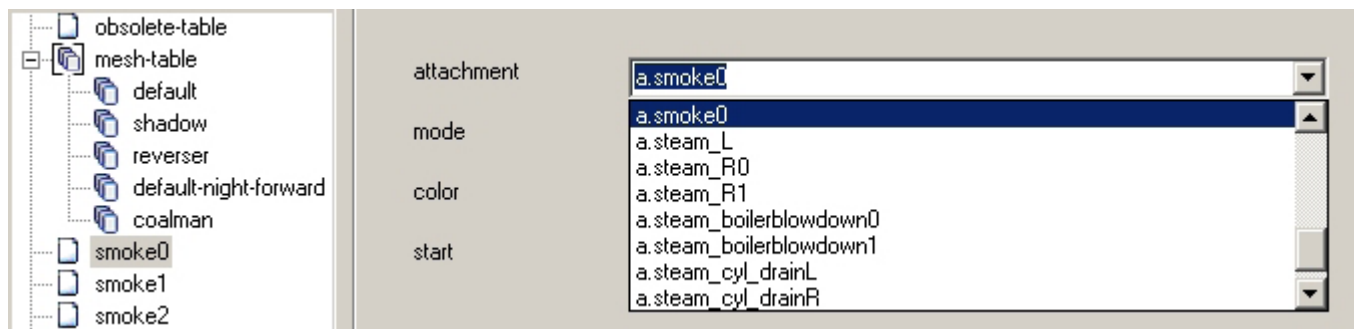 obsolete-table
mesh-table
default
shadow
reverser
default-night-forward
coalman
smoke0
smoke1
smoke2
attachment
a.smoke0
a.smoke0
a.steam_L
a.steam_R0
a.steam_R1
a.steam_boilerblowdown0
a.steam_boilerblowdown1
a.steam_cyl_drainL
a.steam_cyl_drainR
mode
color
start